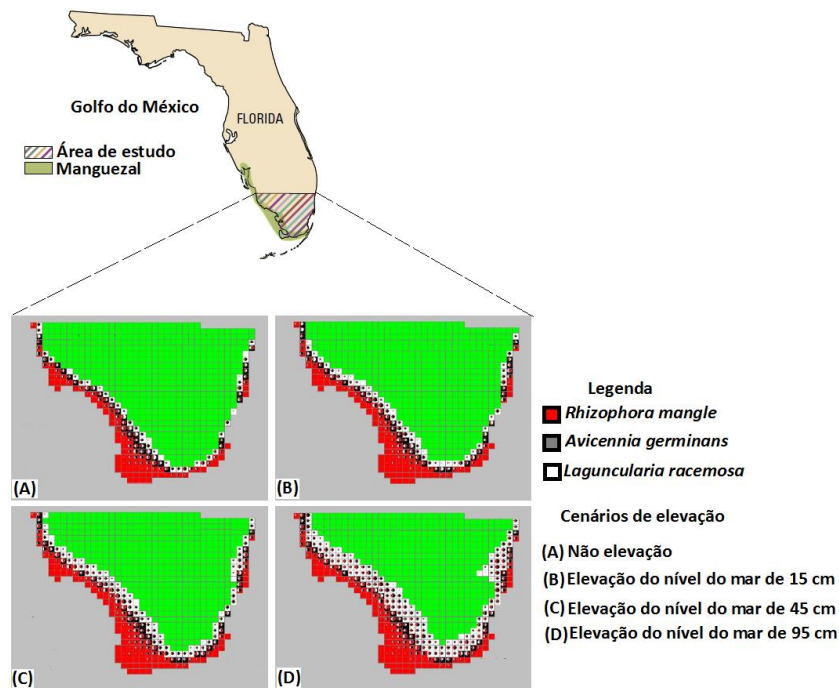 Golfo do México
FLORIDA
Área de estudo
Manguezal
(A)
(B)
(C)
(D)
Legenda
Rhizophora mangle
Avicennia germinans
Laguncularia racemosa
Cenários de elevação
(A) Não elevação
(B) Elevação do nível do mar de 15 cm
(C) Elevação do nível do mar de 45 cm
(D) Elevação do nível do mar de 95 cm